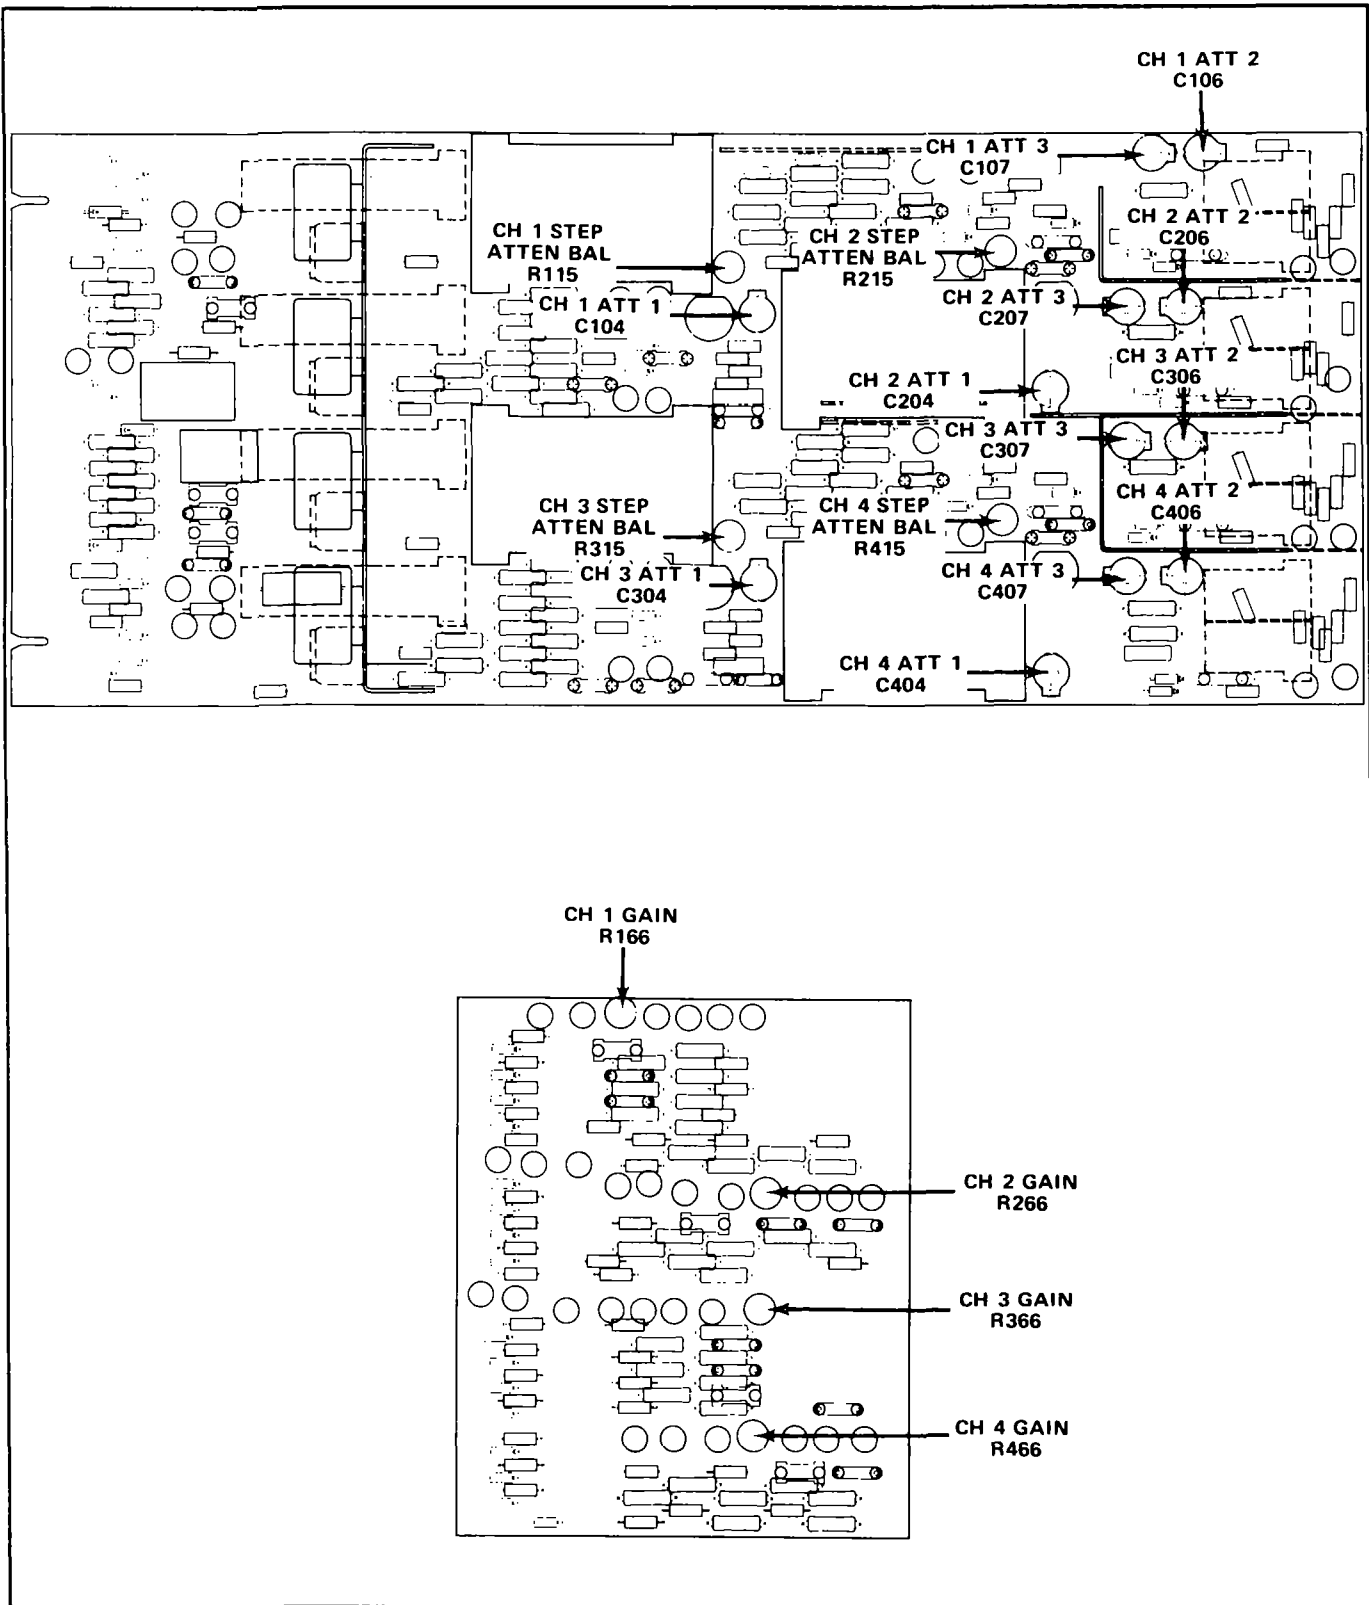 CH 1 ATT 2
C106
CH 1 ATT 3
C107
CH 2 ATT 2
C206
CH 1 STEP
ATTEN BAL
R115
CH 2 STEP
ATTEN BAL
R215
CH 1 ATT 1
C104
CH 2 ATT 3
C207
CH 3 ATT 2
C306
CH 2 ATT 1
C204
CH 3 ATT 3
C307
CH 4 ATT 2
C406
CH 3 STEP
ATTEN BAL
R315
CH 4 STEP
ATTEN BAL
R415
CH 3 ATT 1
C304
CH 4 ATT 3
C407
CH 4 ATT 1
C404
CH 1 GAIN
R166
CH 2 GAIN
R266
CH 3 GAIN
R366
CH 4 GAIN
R466